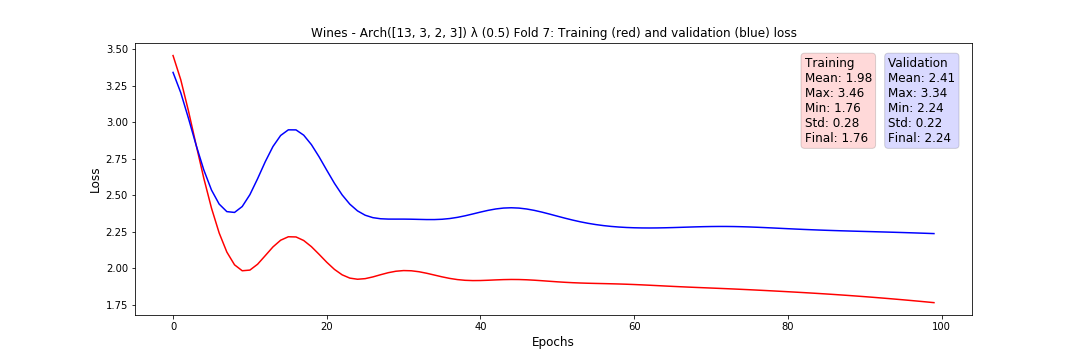 Wines - Arch([13, 3, 2, 3]) λ (0.5) Fold 7: Training (red) and validation (blue) loss
3.50
3.25
3.00
2.75
2.50
2.25
2.00
1.75
Loss
Training
Mean: 1.98
Max: 3.46
Min: 1.76
Std: 0.28
Final: 1.76
Validation
Mean: 2.41
Max: 3.34
Min: 2.24
Std: 0.22
Final: 2.24
0 20 40 60 80 100
Epochs